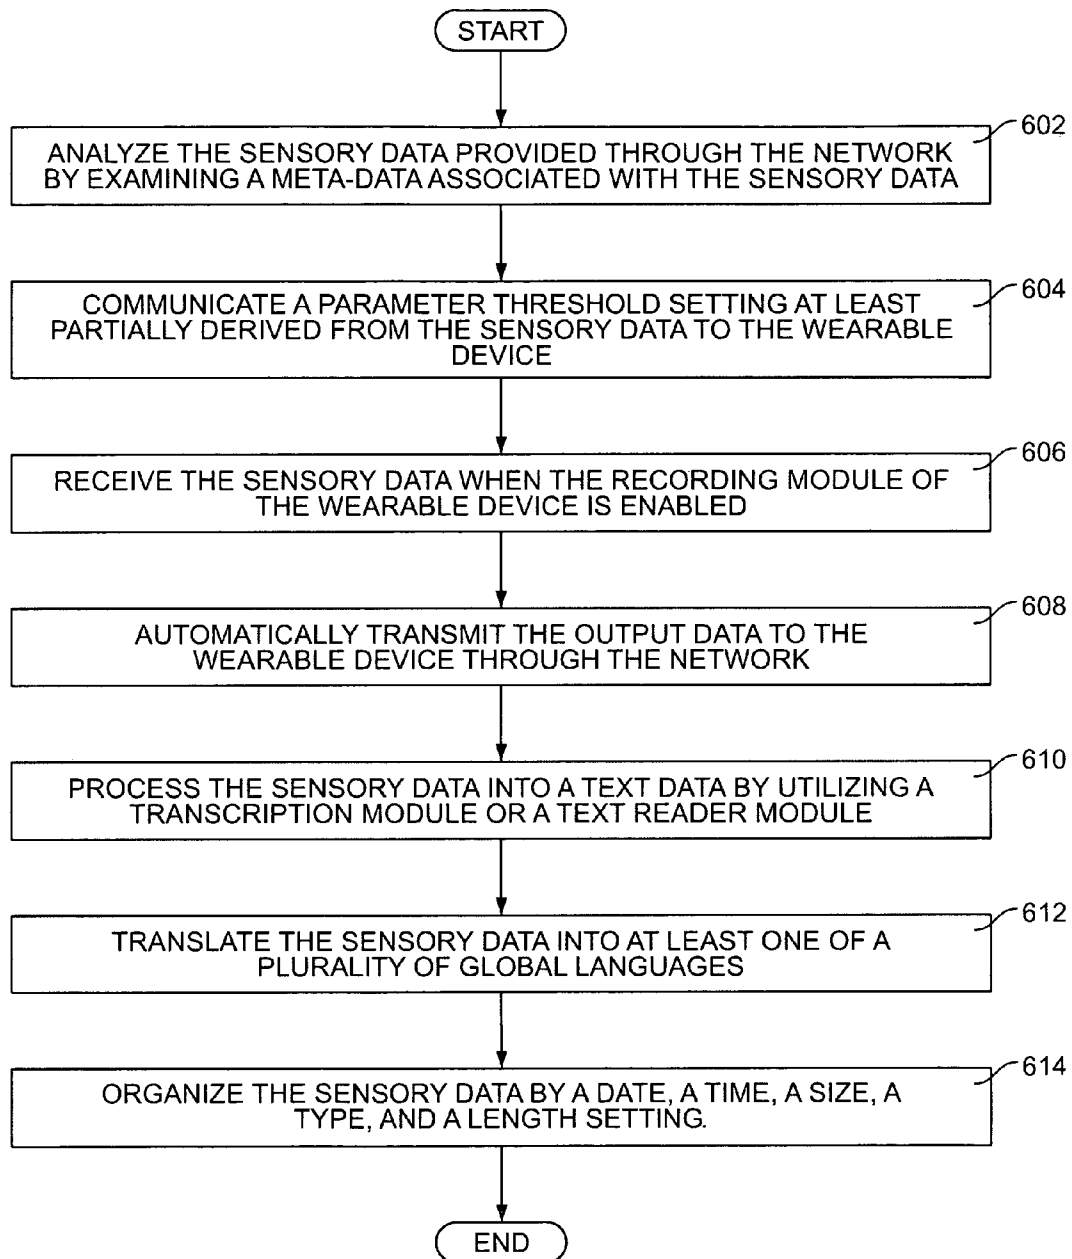 START
602
ANALYZE THE SENSORY DATA PROVIDED THROUGH THE NETWORK
BY EXAMINING A META-DATA ASSOCIATED WITH THE SENSORY DATA
604
COMMUNICATE A PARAMETER THRESHOLD SETTING AT LEAST
PARTIALLY DERIVED FROM THE SENSORY DATA TO THE WEARABLE
DEVICE
606
RECEIVE THE SENSORY DATA WHEN THE RECORDING MODULE OF
THE WEARABLE DEVICE IS ENABLED
608
AUTOMATICALLY TRANSMIT THE OUTPUT DATA TO THE
WEARABLE DEVICE THROUGH THE NETWORK
610
PROCESS THE SENSORY DATA INTO A TEXT DATA BY UTILIZING A
TRANSCRIPTION MODULE OR A TEXT READER MODULE
612
TRANSLATE THE SENSORY DATA INTO AT LEAST ONE OF A
PLURALITY OF GLOBAL LANGUAGES
614
ORGANIZE THE SENSORY DATA BY A DATE, A TIME, A SIZE, A
TYPE, AND A LENGTH SETTING.
END